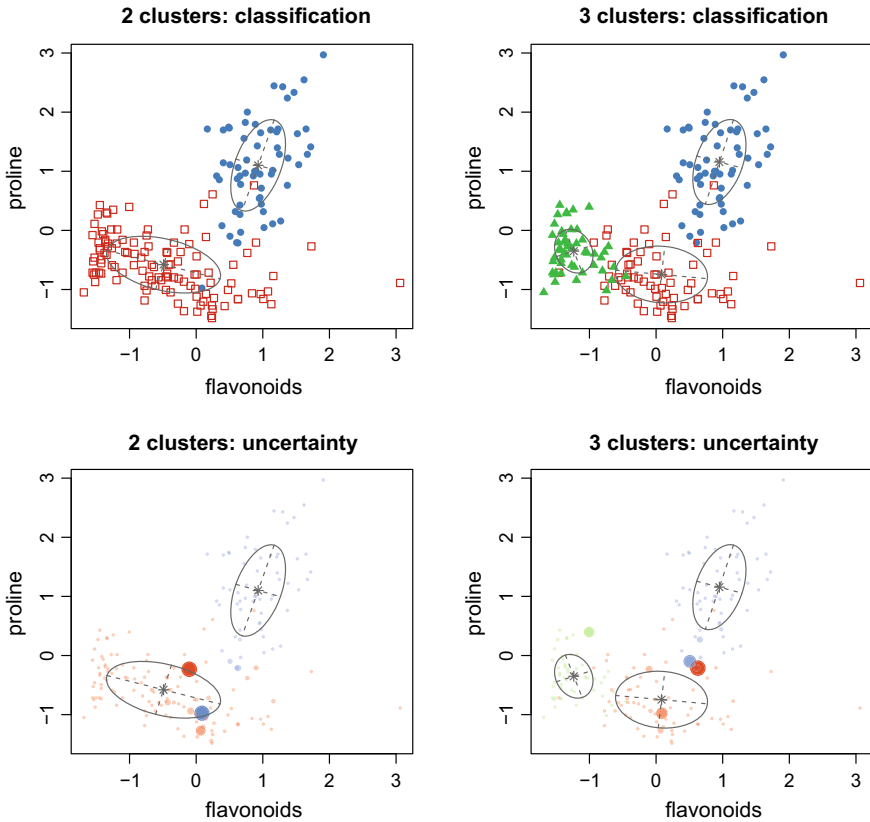 2 clusters: classification
3
2
1
0
−1
proline
−1 0 1 2 3
flavonoids
3 clusters: classification
3
2
1
0
−1
proline
−1 0 1 2 3
flavonoids
2 clusters: uncertainty
3
2
1
0
−1
proline
−1 0 1 2 3
flavonoids
3 clusters: uncertainty
3
2
1
0
−1
proline
−1 0 1 2 3
flavonoids